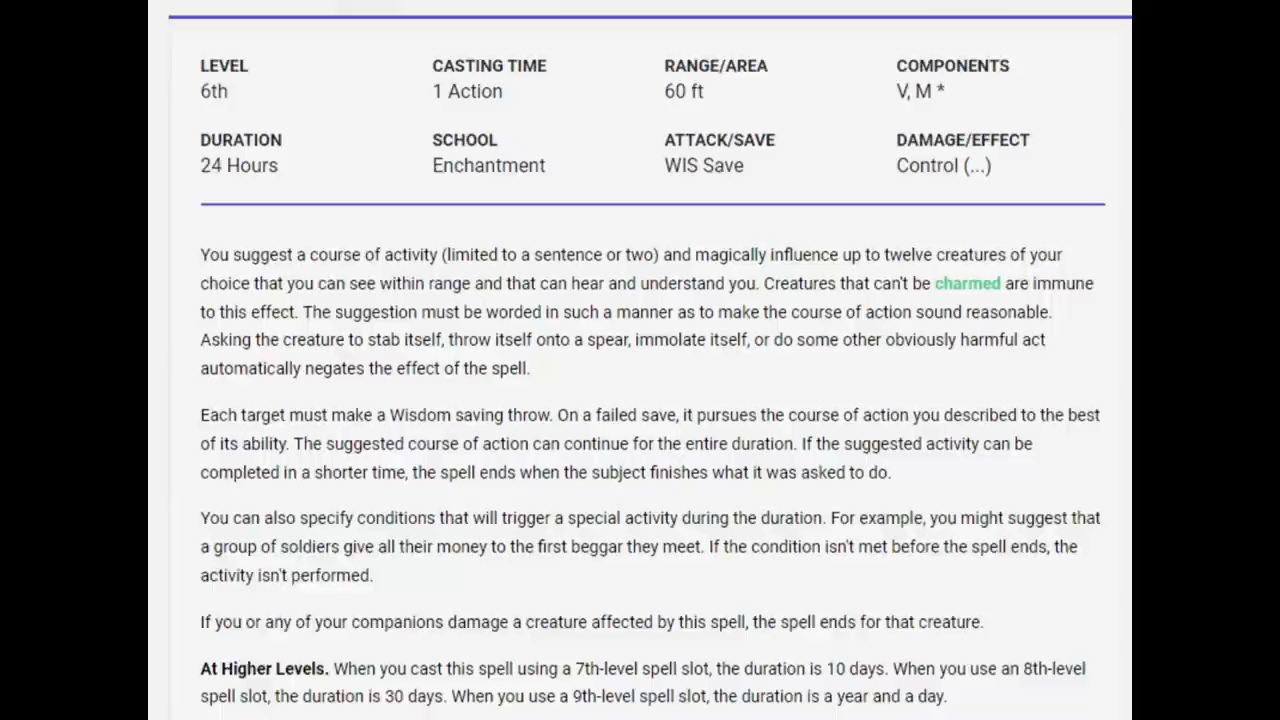 LEVEL CASTING TIME RANGE/AREA COMPONENTS
6th 1 Action 60 ft V, M *
DURATION SCHOOL ATTACK/SAVE DAMAGE/EFFECT
24 Hours Enchantment WIS Save Control (...)
You suggest a course of activity (limited to a sentence or two) and magically influence up to twelve creatures of your
choice that you can see within range and that can hear and understand you. Creatures that can't be charmed are immune
to this effect. The suggestion must be worded in such a manner as to make the course of action sound reasonable.
Asking the creature to stab itself, throw itself onto a spear, immolate itself, or do some other obviously harmful act
automatically negates the effect of the spell.
Each target must make a Wisdom saving throw. On a failed save, it pursues the course of action you described to the best
of its ability. The suggested course of action can continue for the entire duration. If the suggested activity can be
completed in a shorter time, the spell ends when the subject finishes what it was asked to do.
You can also specify conditions that will trigger a special activity during the duration. For example, you might suggest that
a group of soldiers give all their money to the first beggar they meet. If the condition isn't met before the spell ends, the
activity isn't performed.
If you or any of your companions damage a creature affected by this spell, the spell ends for that creature.
At Higher Levels. When you cast this spell using a 7th-level spell slot, the duration is 10 days. When you use an 8th-level
spell slot, the duration is 30 days. When you use a 9th-level spell slot, the duration is a year and a day.